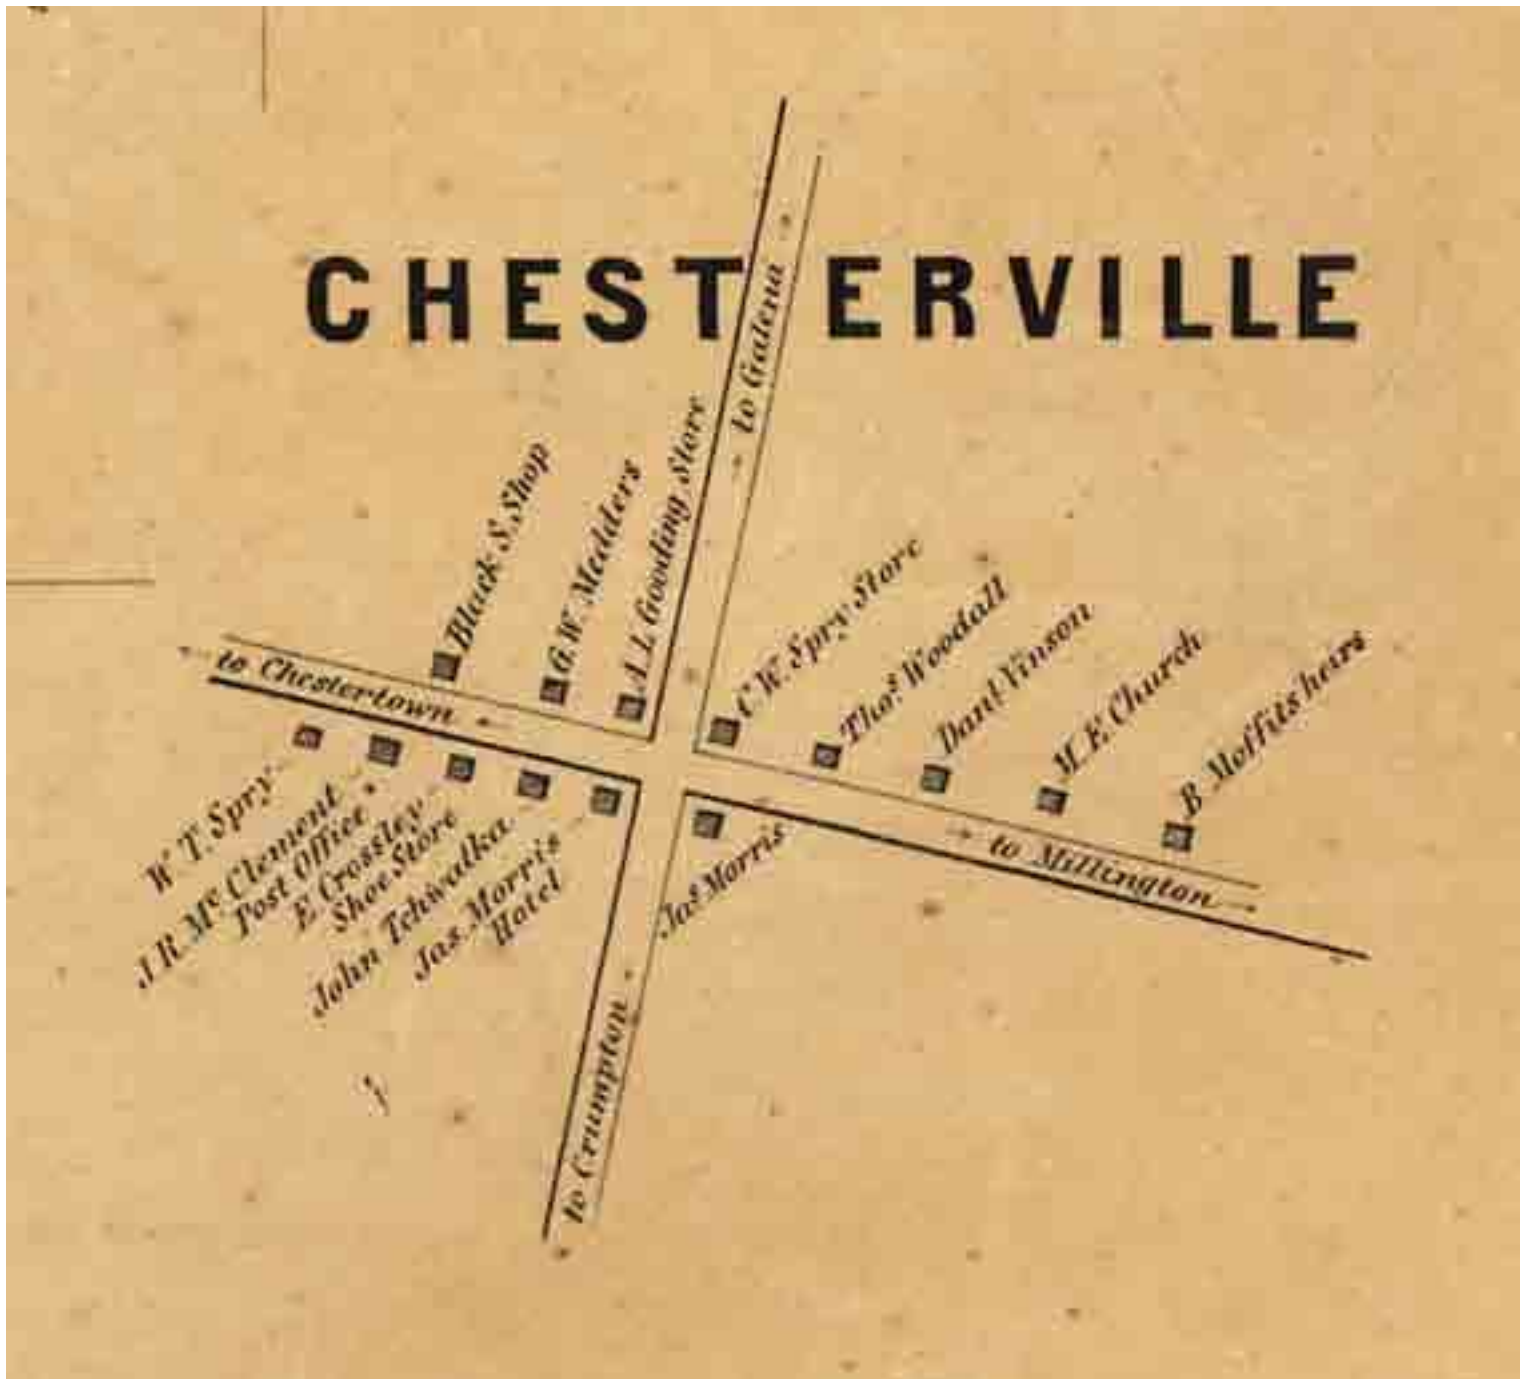 CHESTERVILLE
to Galena
Black S. Shop
G. W. Medders
A. L. Gooding Store
C. W. Spry Store
Thos. Woodall
Danl Vinson
M. E. Church
B Moffits heirs
to Chestertown
to Millington
W. T. Spry
J. R. Mc Clement
Post Office
E. Crossley
Shoe Store
John Tchwalka
Jas. Morris
Hotel
Jas. Morris
to Crumpton